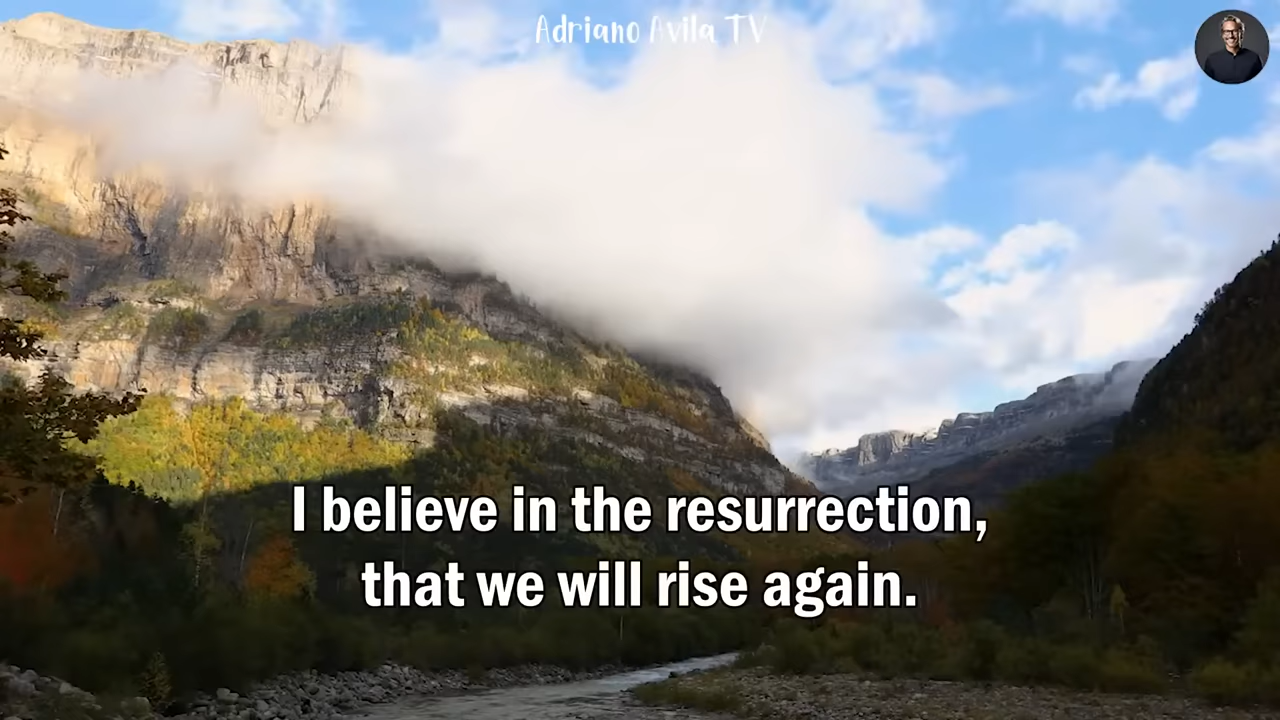 Adriano Avila TV
I believe in the resurrection,
that we will rise again.